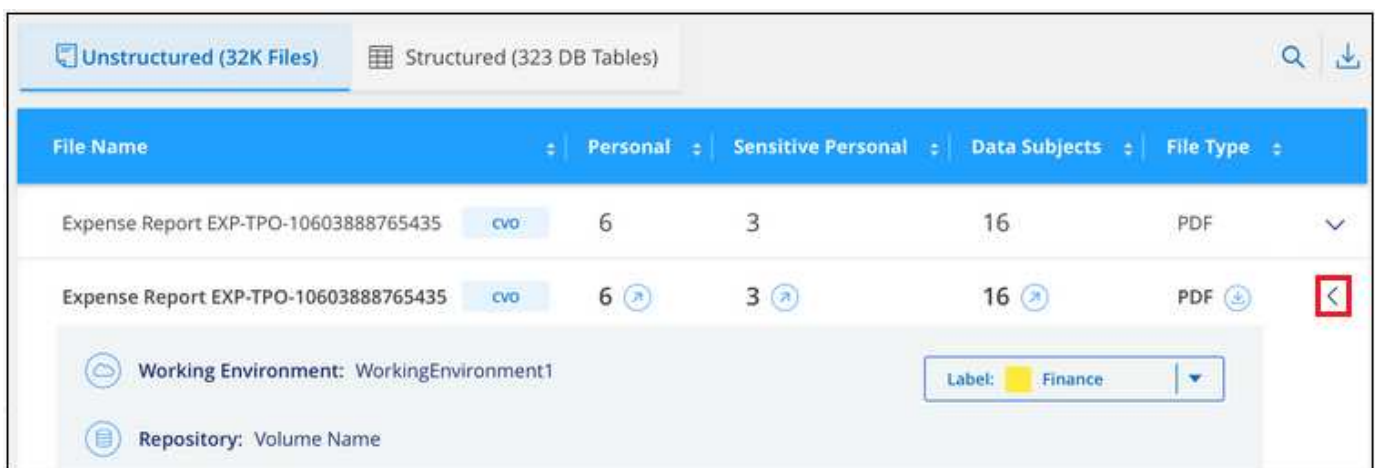 Unstructured (32K Files) Structured (323 DB Tables)
File Name Personal Sensitive Personal Data Subjects File Type
Expense Report EXP-TPO-10603888765435 CVO 6 3 16 PDF
Expense Report EXP-TPO-10603888765435 CVO 6 3 16 PDF
Working Environment: WorkingEnvironment1 Label: Finance
Repository: Volume Name